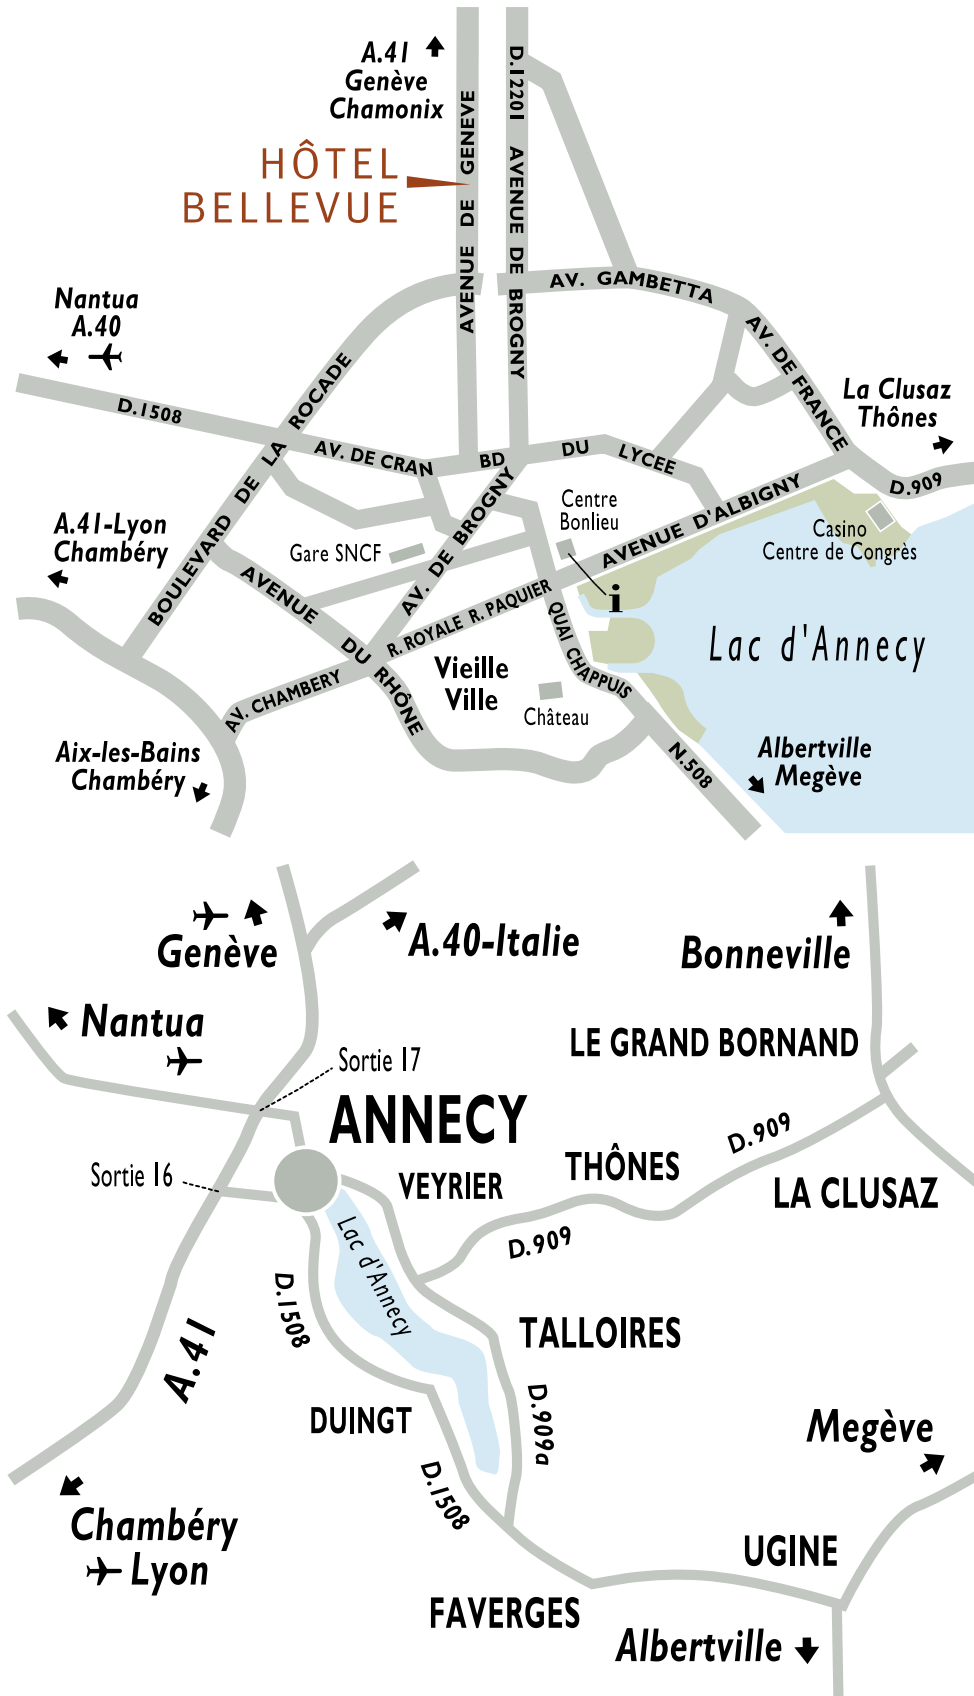 A.41
Genève
Chamonix
HÔTEL
BELLEVUE
AVENUE DE GENEVE
D.1201 AVENUE DE BROGNY
AV. GAMBETTA
AV. DE FRANCE
Nantua
A.40
D.1508
BOULEVARD DE LA ROCADE
AV. DE CRAN
BD DU LYCEE
La Clusaz
Thônes
D.909
A.41-Lyon
Chambéry
Gare SNCF
AV. DE BROGNY
Centre
Bonlieu
AVENUE D'ALBIGNY
Casino
Centre de Congrès
AVENUE DU RHÔNE
R. ROYALE R. PAQUIER
i
QUAI CHAPPUIS
Lac d'Annecy
Vieille
Ville
AV. CHAMBERY
Château
N.508
Aix-les-Bains
Chambéry
Albertville
Megève
Genève
A.40-Italie
Bonneville
Nantua
LE GRAND BORNAND
Sortie 17
ANNECY
D.909
THÔNES
Sortie 16
VEYRIER
LA CLUSAZ
Lac d'Annecy
D.909
D.1508
A.41
TALLOIRES
DUINGT
D.909a
Megève
D.1508
Chambéry
Lyon
UGINE
FAVERGES
Albertville